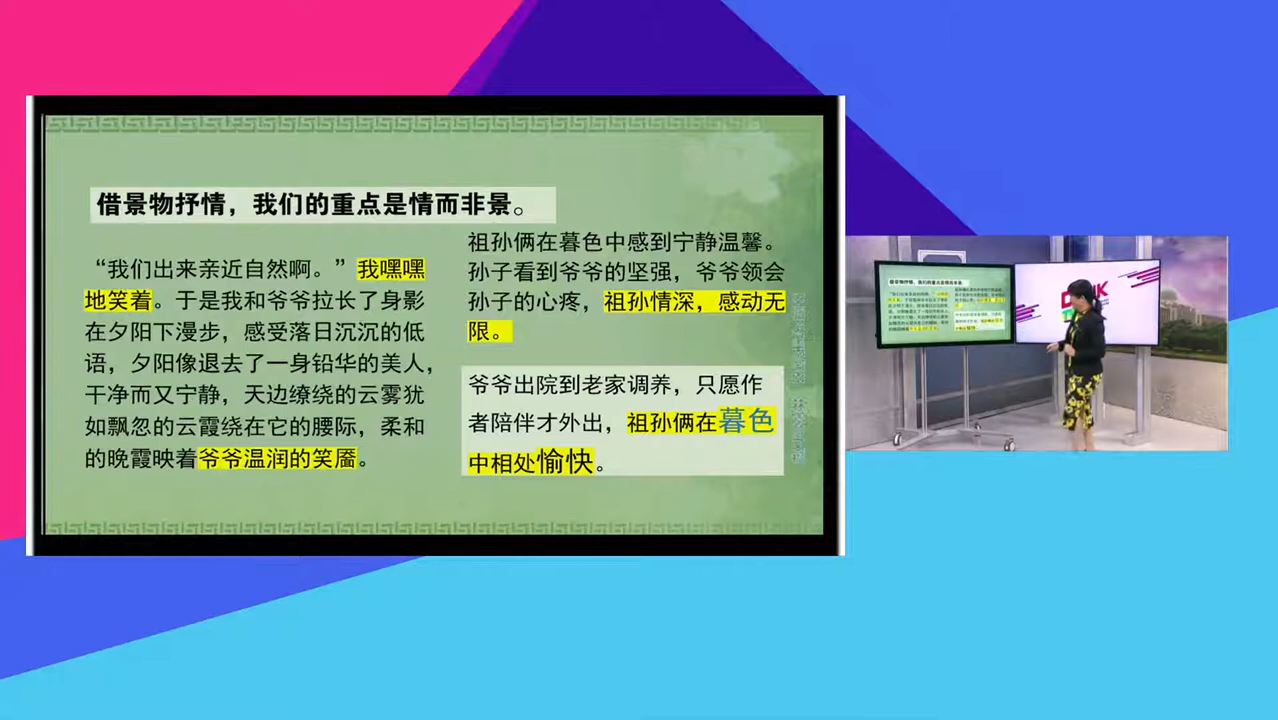 借景物抒情，我们的重点是情而非景。
“我们出来亲近自然啊。”我嘿嘿
地笑着。于是我和爷爷拉长了身影
在夕阳下漫步，感受落日沉沉的低
语，夕阳像退去了一身铅华的美人，
干净而又宁静，天边缭绕的云雾犹
如飘忽的云霞绕在它的腰际，柔和
的晚霞映着爷爷温润的笑靥。
祖孙俩在暮色中感到宁静温馨。
孙子看到爷爷的坚强，爷爷领会
孙子的心疼，祖孙情深，感动无
限。
爷爷出院到老家调养，只愿作
者陪伴才外出，祖孙俩在暮色
中相处愉快。